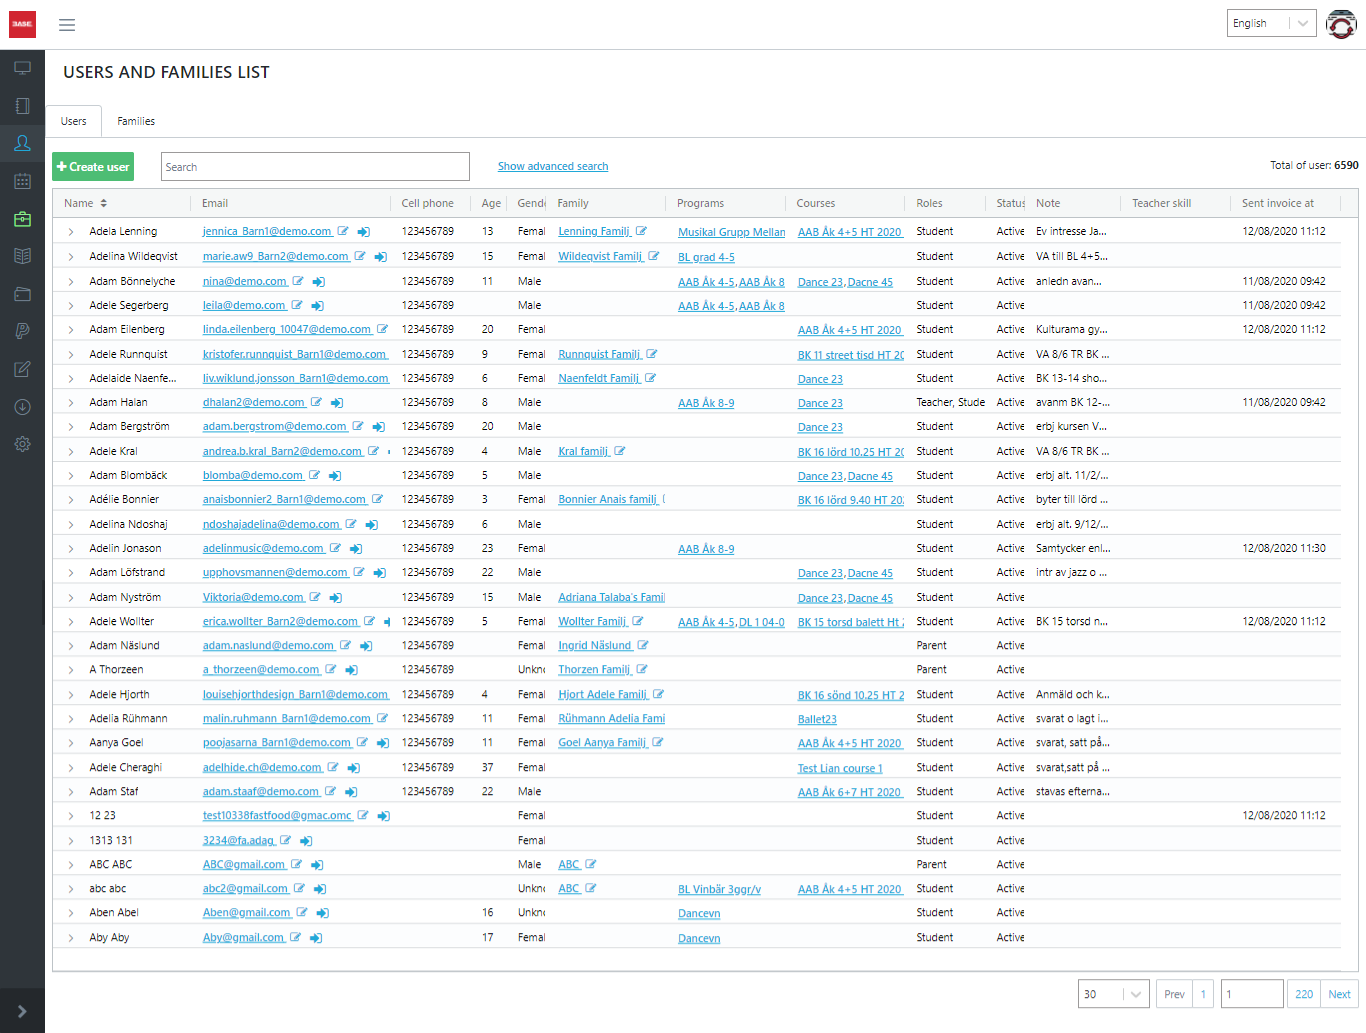 BASE
English
USERS AND FAMILIES LIST
Users Families
Create user Search Show advanced search Total of user: 6590
Name Email Cell phone Age Gend Family Programs Courses Roles Status Note Teacher skill Sent invoice at
Adela Lenning jennica_Barn1@demo.com 123456789 13 Femal Lenning Familj Musikal Grupp Mellan AAB Åk 4+5 HT 2020 Student Active Ev intresse Ja... 12/08/2020 11:12
Adelina Wildeqvist marie.aw9_Barn2@demo.com 123456789 15 Femal Wildeqvist Familj BL grad 4-5 Student Active VA till BL 4+5...
Adam Bönnelyche nina@demo.com 123456789 11 Male AAB Åk 4-5,AAB Åk 8 Dance 23,Dacne 45 Student Active anledn avan... 11/08/2020 09:42
Adele Segerberg leila@demo.com 123456789 Male AAB Åk 4-5,AAB Åk 8 Student Active 11/08/2020 09:42
Adam Eilenberg linda.eilenberg_10047@demo.com 123456789 20 Femal AAB Åk 4+5 HT 2020 Student Active Kulturama gy... 12/08/2020 11:12
Adele Runnquist kristofer.runnquist_Barn1@demo.com 123456789 9 Femal Runnquist Familj BK 11 street tisd HT 20 Student Active VA 8/6 TR BK ...
Adelaide Naenfe... liv.wiklund.jonsson_Barn1@demo.com 123456789 6 Femal Naenfeldt Familj Dance 23 Student Active BK 13-14 sho...
Adam Halan dhalan2@demo.com 123456789 8 Male AAB Åk 8-9 Dance 23 Teacher, Stude Active avanm BK 12-... 11/08/2020 09:42
Adam Bergström adam.bergstrom@demo.com 123456789 20 Male Dance 23 Student Active erbj kursen V...
Adele Kral andrea.b.kral_Barn2@demo.com 123456789 4 Male Kral familj BK 16 lörd 10.25 HT 20 Student Active VA 8/6 TR BK ...
Adam Blombäck blomba@demo.com 123456789 5 Male Dance 23,Dacne 45 Student Active erbj alt. 11/2/...
Adélie Bonnier anaisbonnier2_Barn1@demo.com 123456789 3 Femal Bonnier Anais familj BK 16 lörd 9.40 HT 202 Student Active byter till lörd ...
Adelina Ndoshaj ndoshajadelina@demo.com 123456789 6 Male Student Active erbj alt. 9/12/...
Adelin Jonason adelinmusic@demo.com 123456789 23 Femal AAB Åk 8-9 Student Active Samtycker enl... 12/08/2020 11:30
Adam Löfstrand upphovsmannen@demo.com 123456789 22 Male Dance 23,Dacne 45 Student Active intr av jazz o ...
Adam Nyström Viktoria@demo.com 123456789 15 Male Adriana Talaba's Famil Dance 23,Dacne 45 Student Active
Adele Wollter erica.wollter_Barn2@demo.com 123456789 5 Femal Wollter Familj AAB Åk 4-5,DL 1 04-0 BK 15 torsd balett Ht 2 Student Active BK 15 torsd n... 12/08/2020 11:12
Adam Näslund adam.naslund@demo.com 123456789 Femal Ingrid Näslund Parent Active
A Thorzeen a_thorzeen@demo.com 123456789 Unkno Thorzen Familj Parent Active
Adele Hjorth louisehjorthdesign_Barn1@demo.com 123456789 4 Femal Hjort Adele Familj BK 16 sönd 10.25 HT 2 Student Active Anmäld och k...
Adelia Rühmann malin.ruhmann_Barn1@demo.com 123456789 11 Femal Rühmann Adelia Fami Ballet23 Student Active svarat o lagt i...
Aanya Goel poojasarna_Barn1@demo.com 123456789 11 Femal Goel Aanya Familj AAB Åk 4+5 HT 2020 Student Active svarat, satt på...
Adele Cheraghi adelhide.ch@demo.com 123456789 37 Femal Test Lian course 1 Student Active svarat,satt på ...
Adam Staf adam.staaf@demo.com 123456789 22 Male AAB Åk 6+7 HT 2020 Student Active stavas efterna...
12 23 test10338fastfood@gmac.omc Femal Student Active 12/08/2020 11:12
1313 131 3234@fa.adag Femal Student Active
ABC ABC ABC@gmail.com Male ABC Parent Active
abc abc abc2@gmail.com Unkno ABC BL Vinbär 3ggr/v AAB Åk 4+5 HT 2020 Student Active
Aben Abel Aben@gmail.com 16 Unkno Dancevn Student Active
Aby Aby Aby@gmail.com 17 Femal Dancevn Student Active
30 Prev 1 1 220 Next